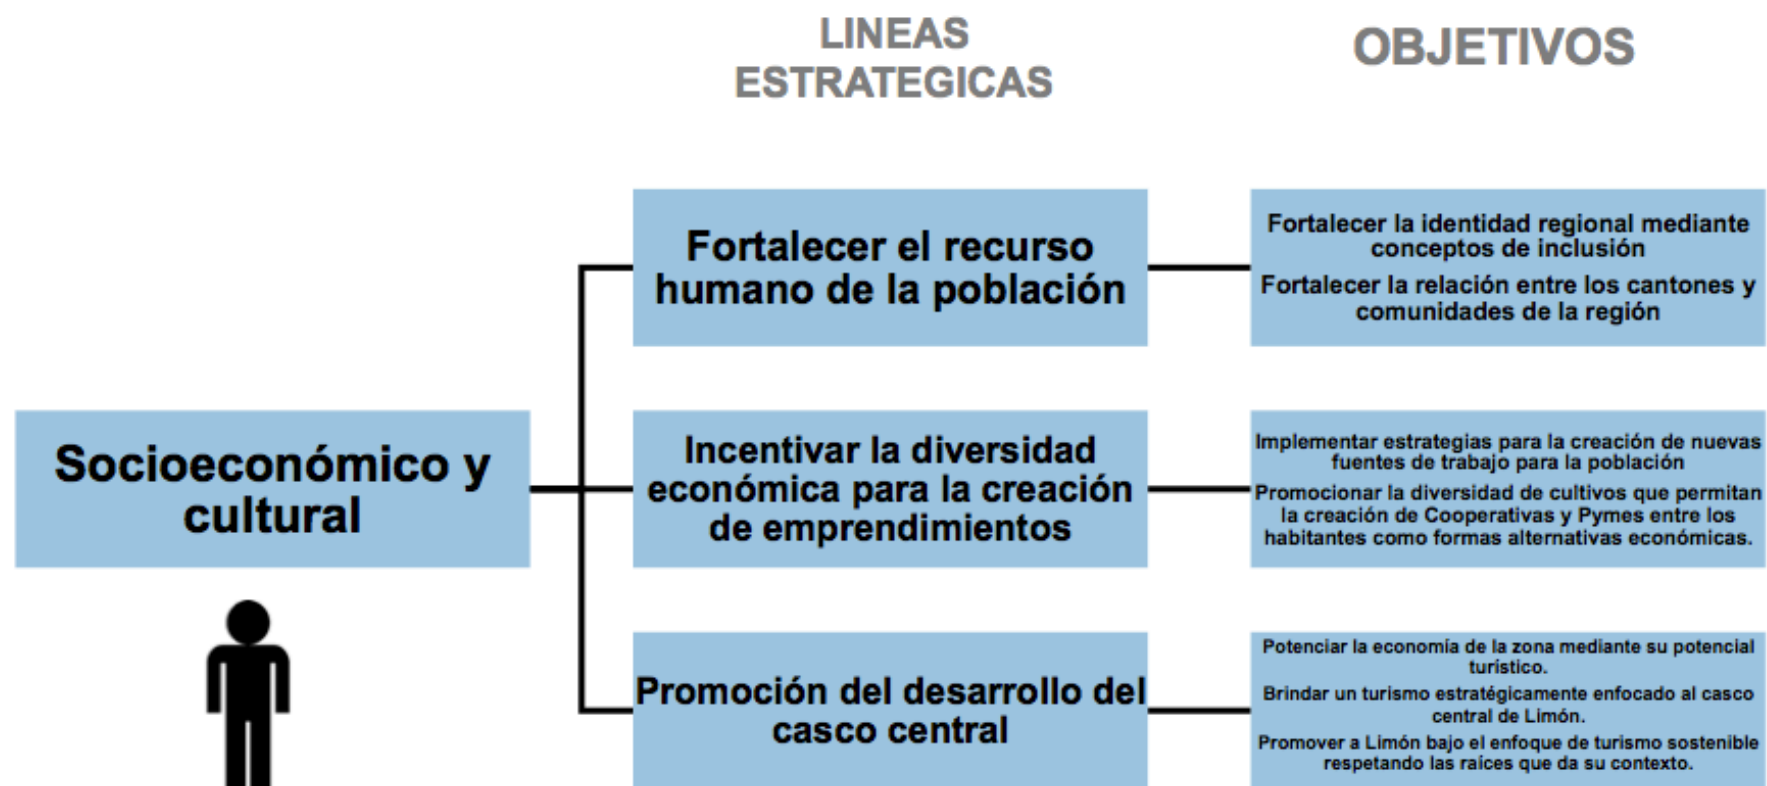 LINEAS
ESTRATEGICAS
OBJETIVOS
Socioeconómico y
cultural
Fortalecer el recurso
humano de la población
Fortalecer la identidad regional mediante
conceptos de inclusión
Fortalecer la relación entre los cantones y
comunidades de la región
Incentivar la diversidad
económica para la creación
de emprendimientos
Implementar estrategias para la creación de nuevas
fuentes de trabajo para la población
Promocionar la diversidad de cultivos que permitan
la creación de Cooperativas y Pymes entre los
habitantes como formas alternativas económicas.
Promoción del desarrollo del
casco central
Potenciar la economía de la zona mediante su potencial
turístico.
Brindar un turismo estratégicamente enfocado al casco
central de Limón.
Promover a Limón bajo el enfoque de turismo sostenible
respetando las raíces que da su contexto.